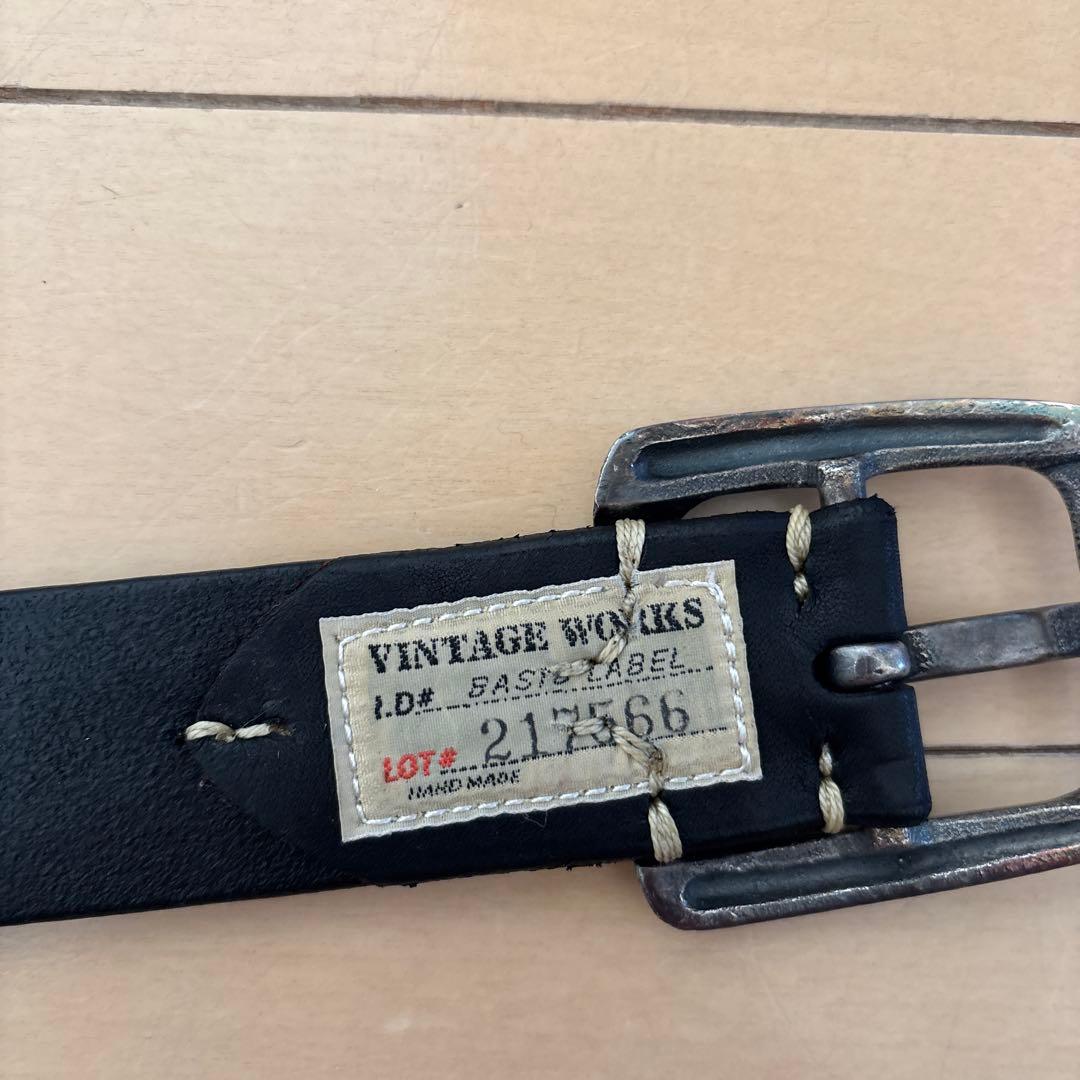 VINTAGE WORKS
I.D# BASIC LABEL
LOT# 217566
HAND MADE